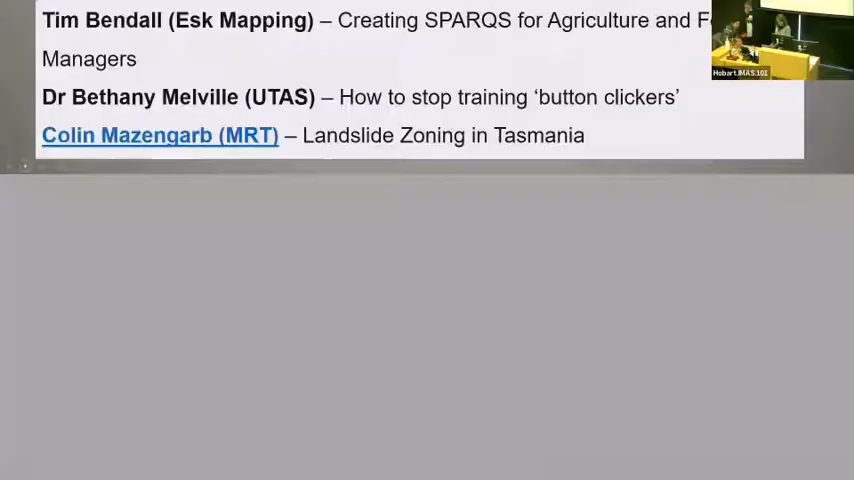 Tim Bendall (Esk Mapping) – Creating SPARQS for Agriculture and
Managers
Dr Bethany Melville (UTAS) – How to stop training ‘button clickers’
Colin Mazengarb (MRT) – Landslide Zoning in Tasmania
Hobart.IMAS.101